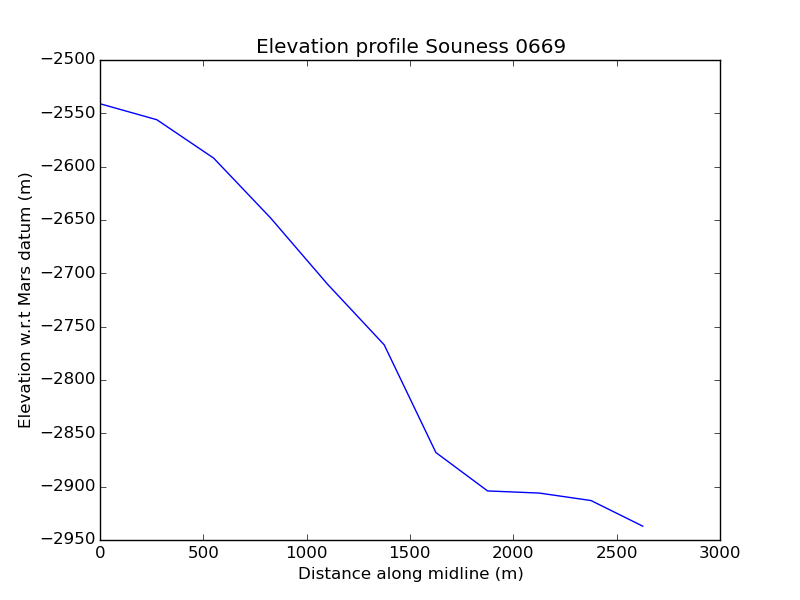 Elevation profile Souness 0669
−2500
−2550
−2600
−2650
−2700
−2750
−2800
−2850
−2900
−2950
Elevation w.r.t Mars datum (m)
0 500 1000 1500 2000 2500 3000
Distance along midline (m)